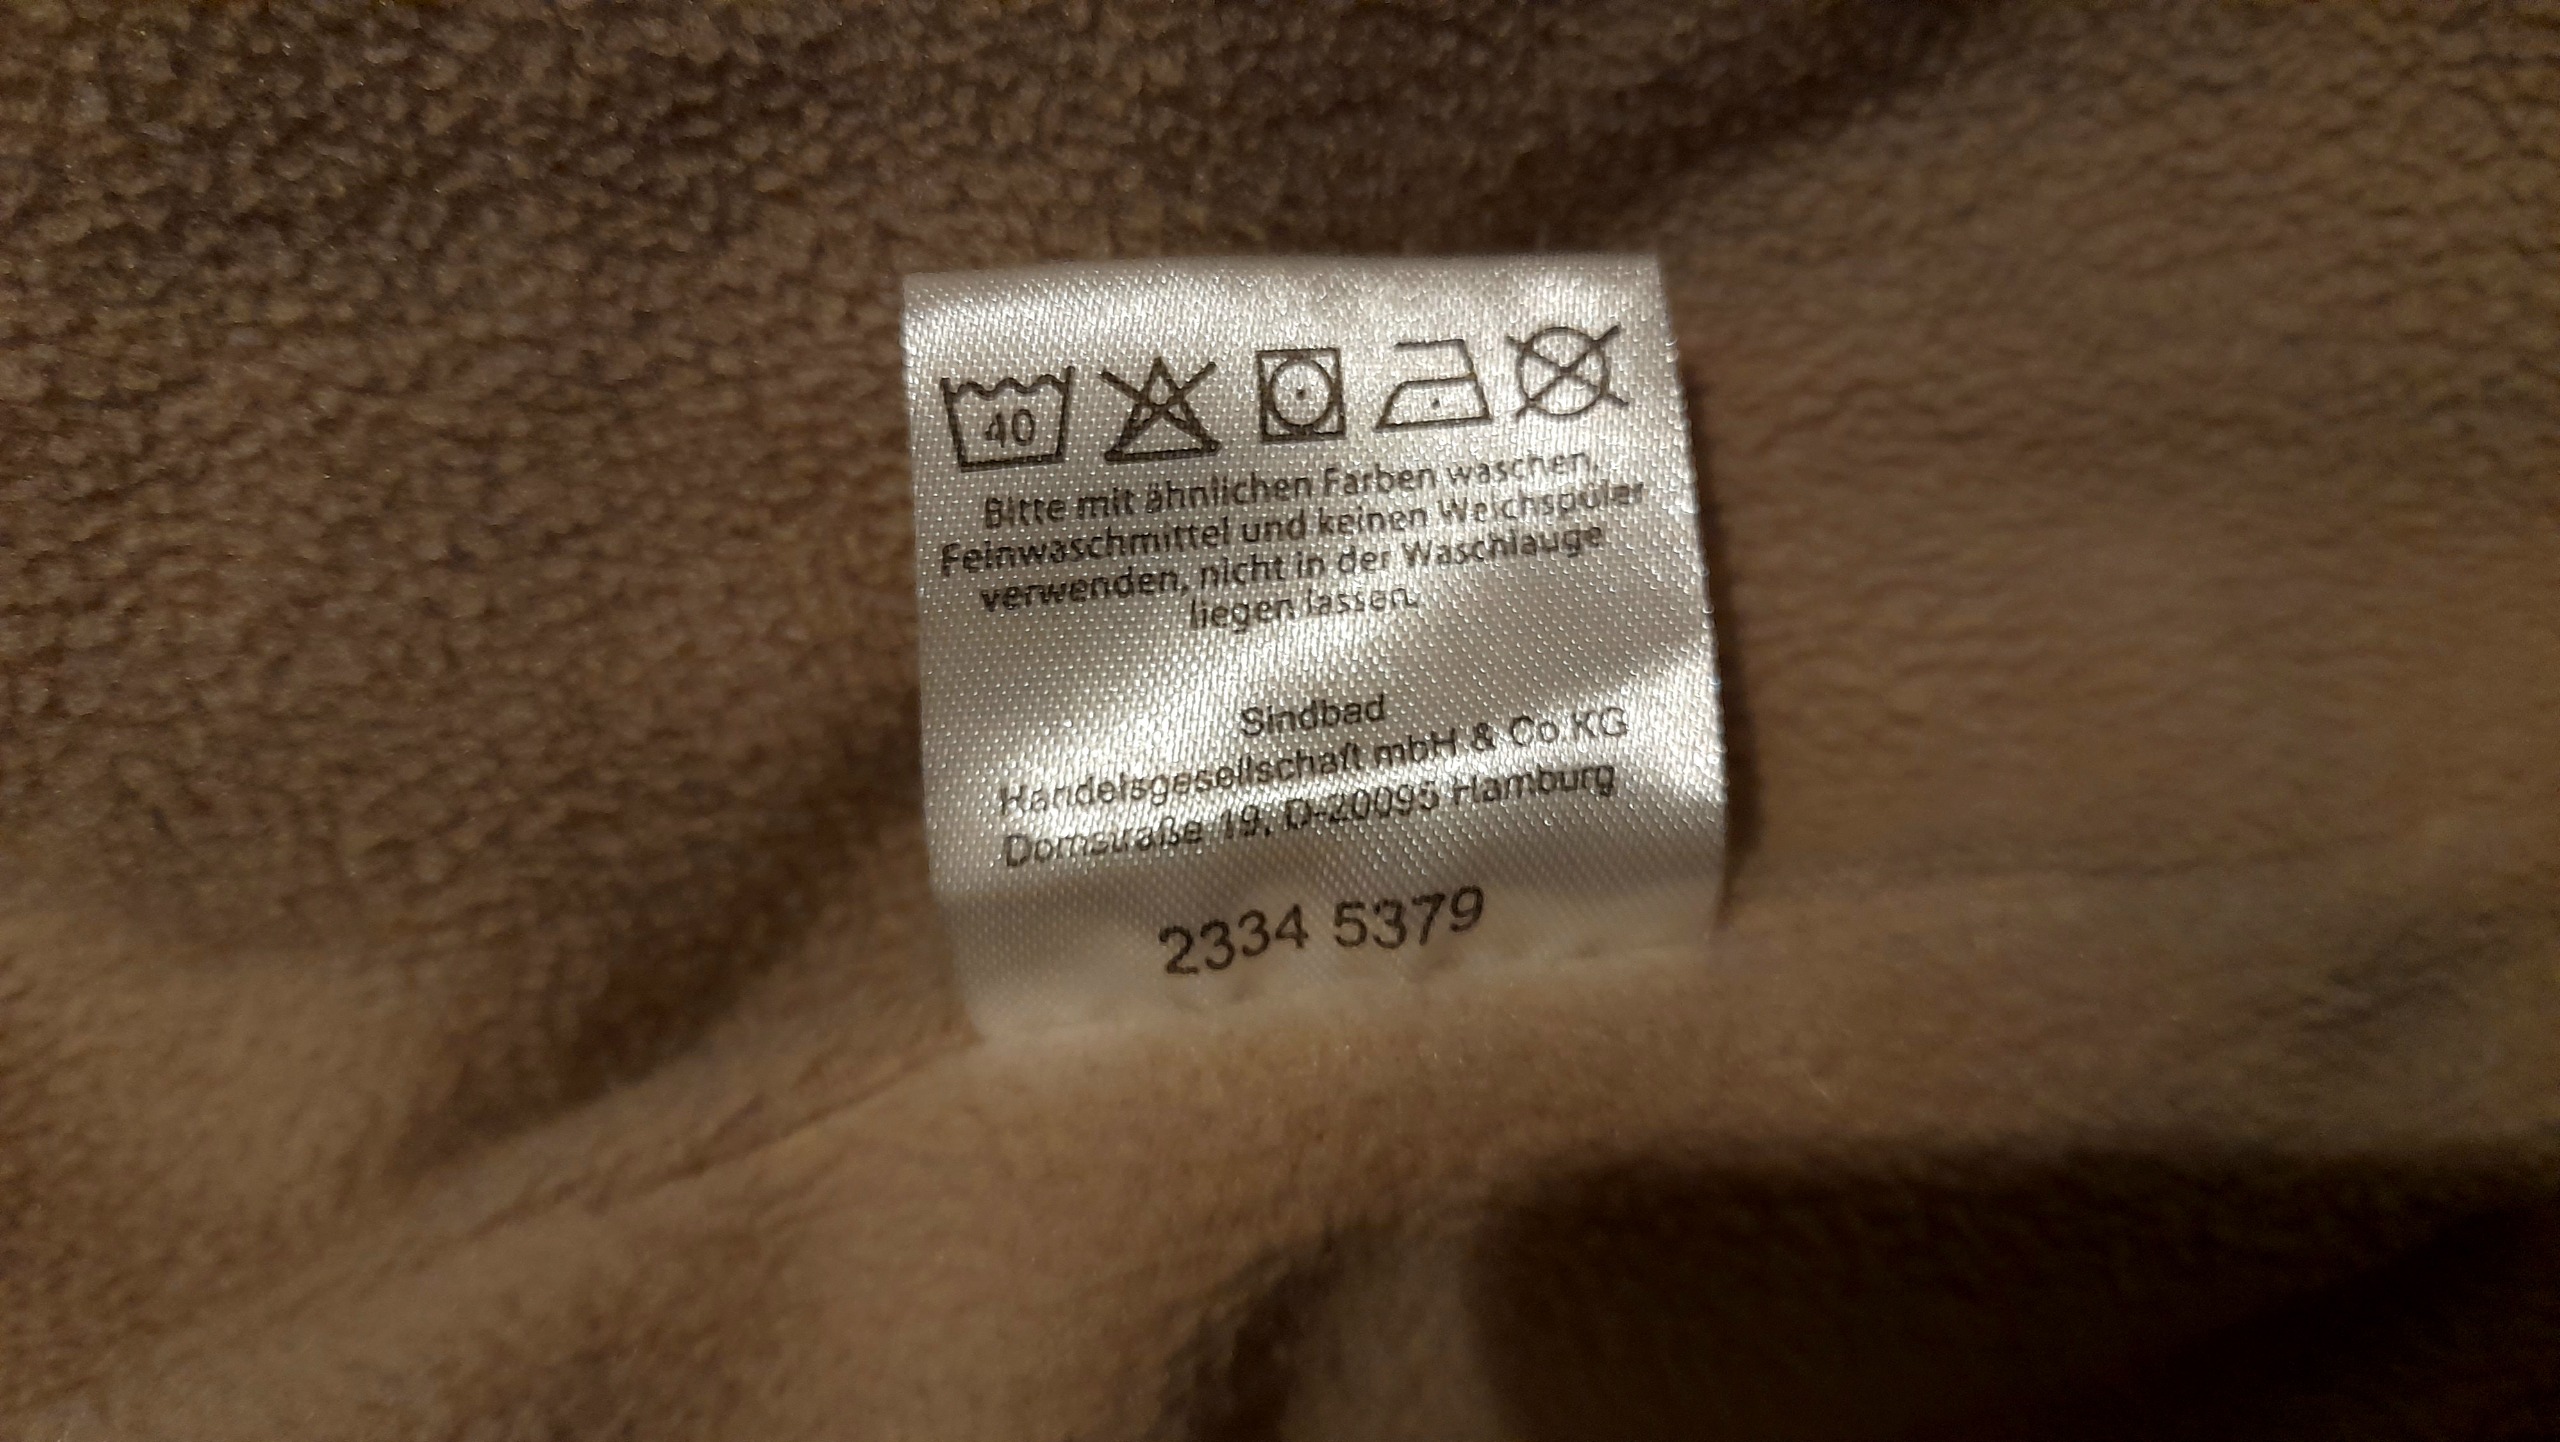 40
Bitte mit ähnlichen Farben waschen,
Feinwaschmittel und keinen Weichspüler
verwenden, nicht in der Waschlauge
liegen lassen.
Sindbad
Handelsgesellschaft mbH & Co KG
Domstraße 19, D-20095 Hamburg
2334 5379